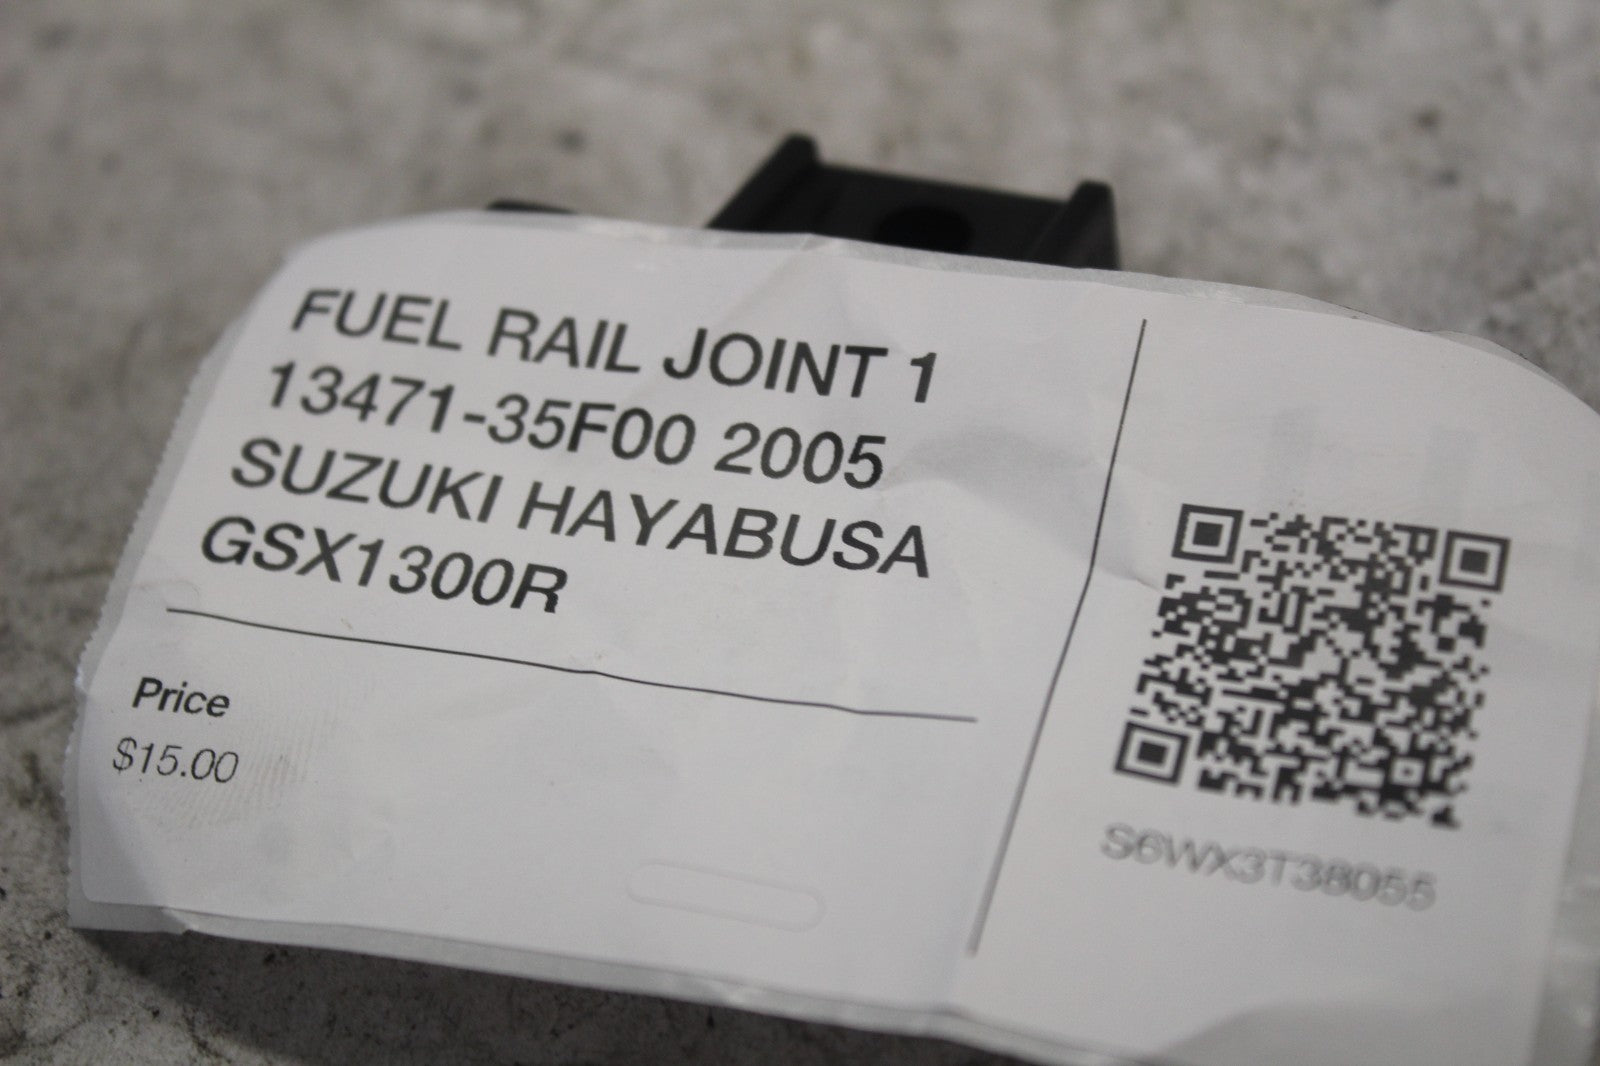 FUEL RAIL JOINT 1
13471-35F00 2005
SUZUKI HAYABUSA
GSX1300R
Price
$15.00
S6WX3T38055